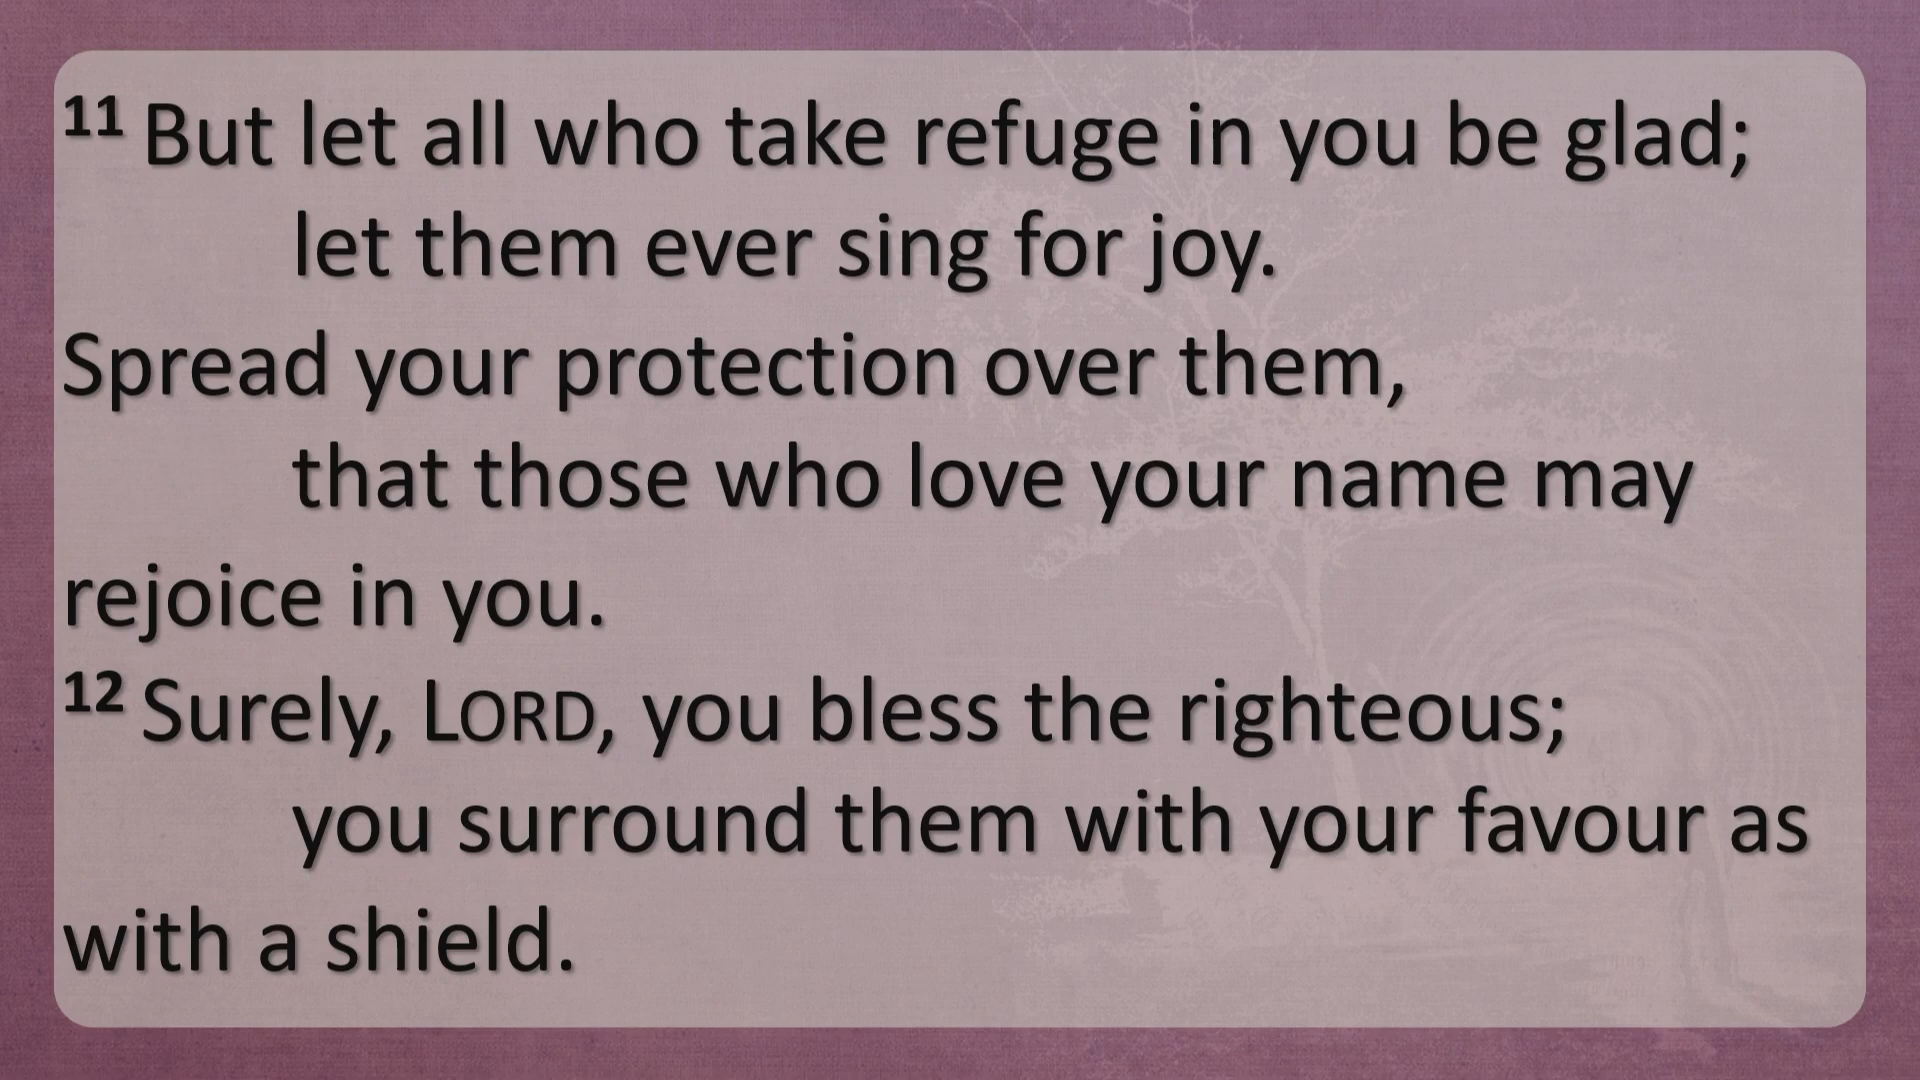 11 But let all who take refuge in you be glad;
let them ever sing for joy.
Spread your protection over them,
that those who love your name may
rejoice in you.
12 Surely, LORD, you bless the righteous;
you surround them with your favour as
with a shield.